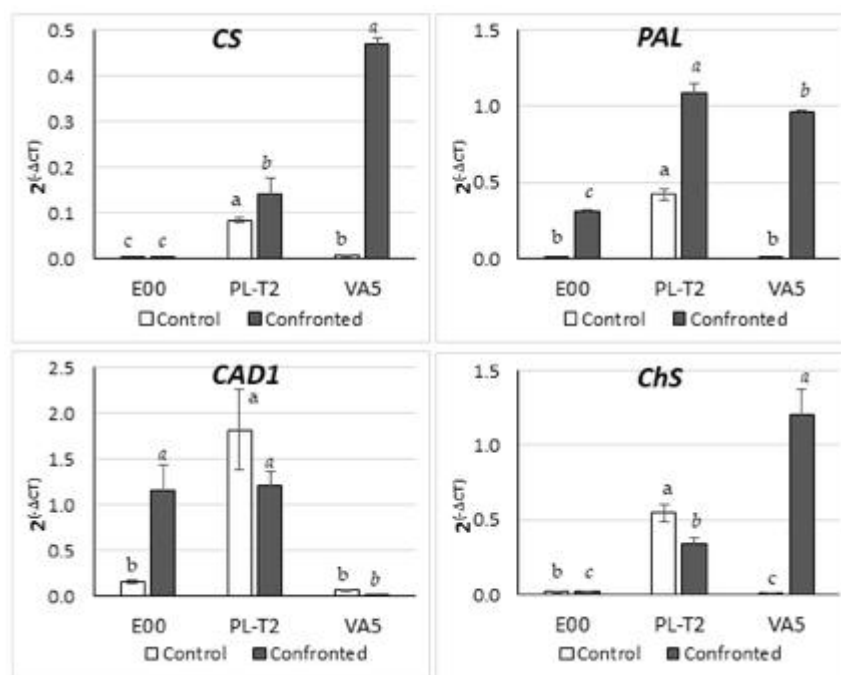 CS
0.5
0.4
0.3
0.2
0.1
0.0
2^(-ΔCT)
c c
a b
b a
E00 PL-T2 VA5
Control Confronted
PAL
1.5
1.0
0.5
0.0
2^(-ΔCT)
b c
a a
b b
E00 PL-T2 VA5
Control Confronted
CAD1
2.5
2.0
1.5
1.0
0.5
0.0
2^(-ΔCT)
b a
a a
b b
E00 PL-T2 VA5
Control Confronted
ChS
1.5
1.0
0.5
0.0
2^(-ΔCT)
b c
a b
c a
E00 PL-T2 VA5
Control Confronted